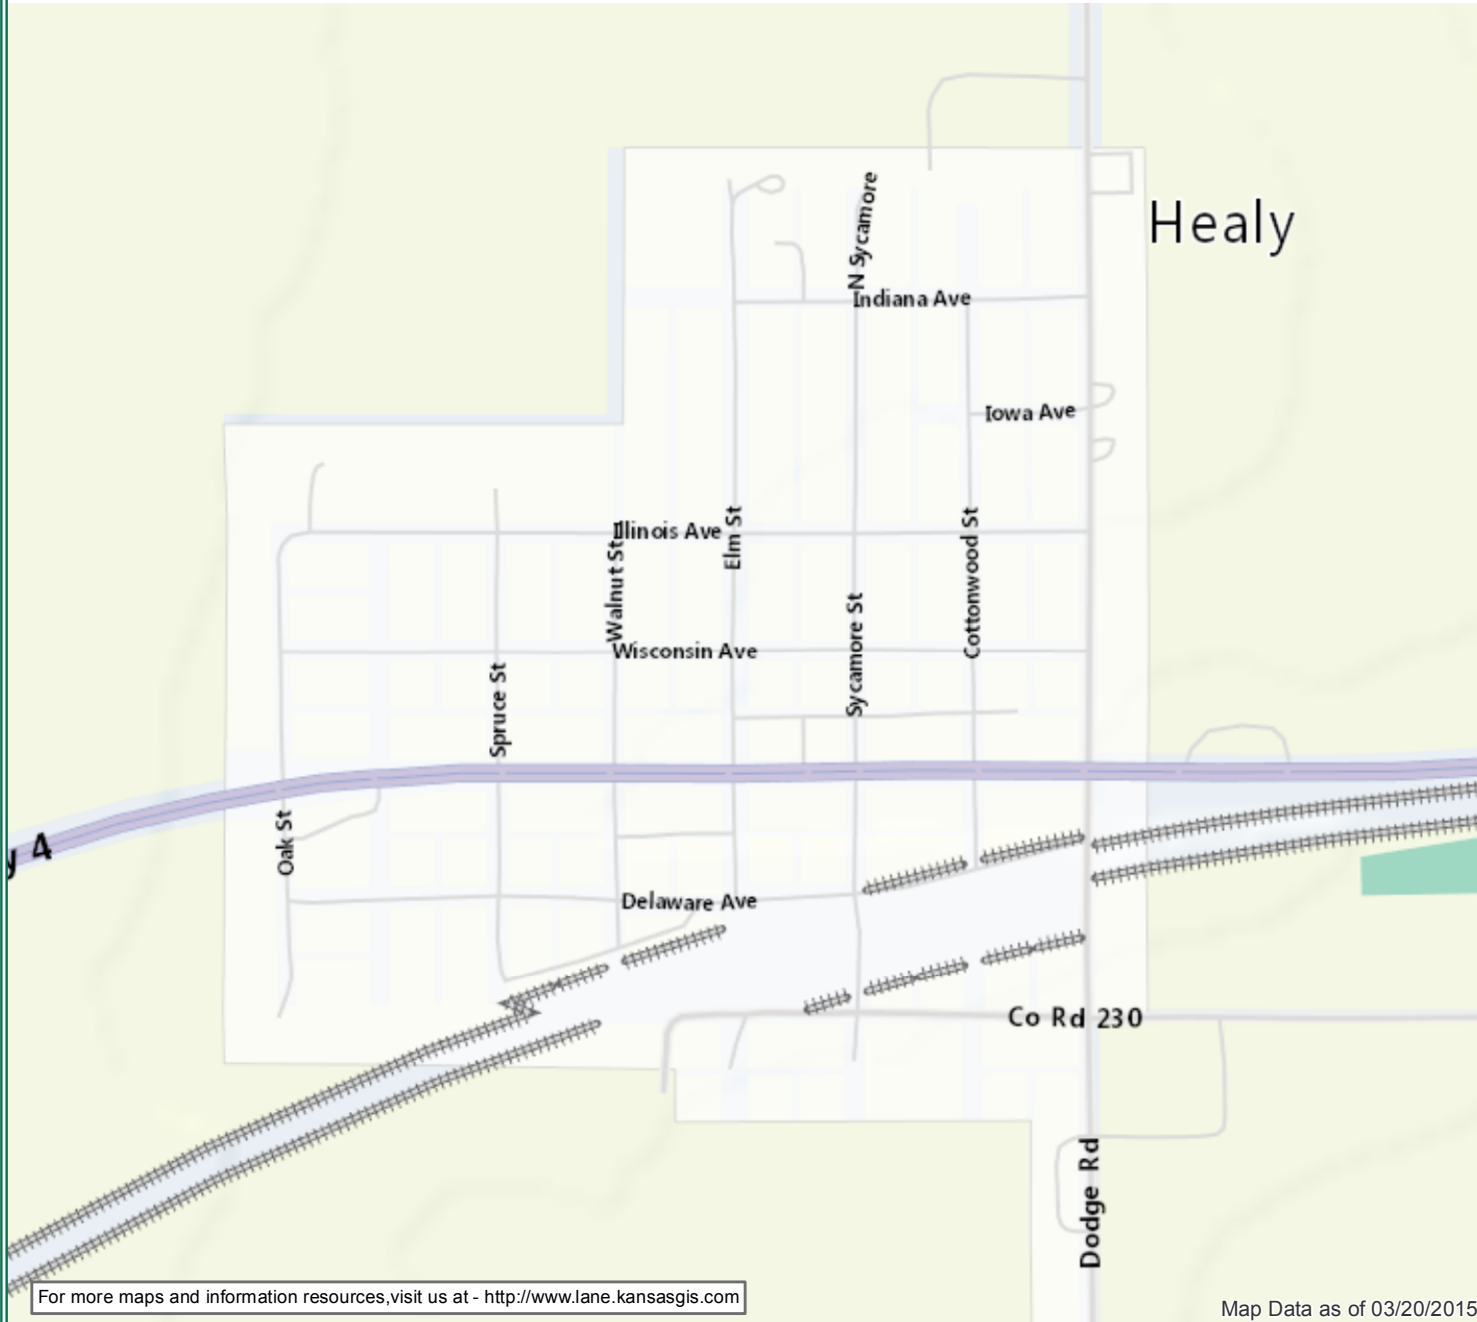 Healy
N Sycamore
Indiana Ave
Iowa Ave
Illinois Ave
Elm St
Cottonwood St
Walnut St
Sycamore St
Wisconsin Ave
Spruce St
Oak St
y 4
Delaware Ave
Co Rd 230
Dodge Rd
For more maps and information resources,visit us at - http://www.lane.kansasgis.com
Map Data as of 03/20/2015